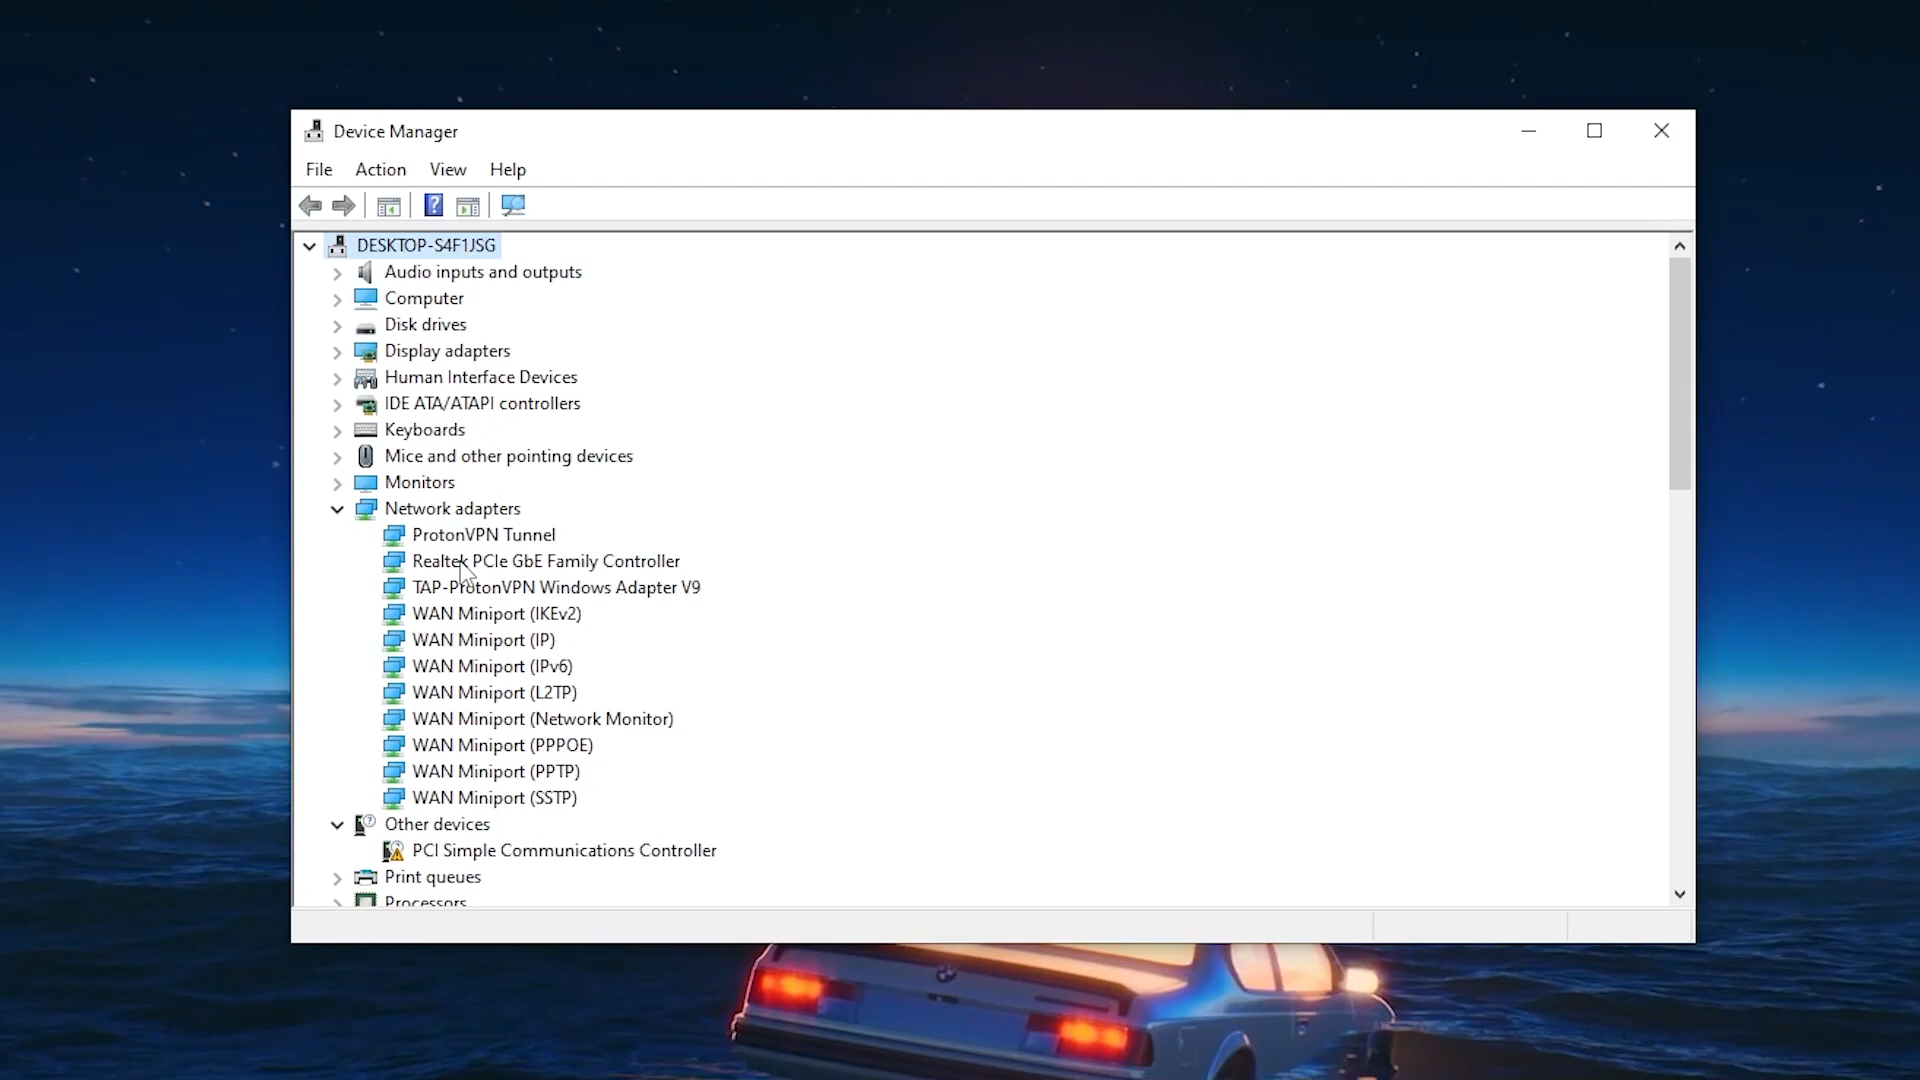 Device Manager
File Action View Help
DESKTOP-S4F1JSG
Audio inputs and outputs
Computer
Disk drives
Display adapters
Human Interface Devices
IDE ATA/ATAPI controllers
Keyboards
Mice and other pointing devices
Monitors
Network adapters
ProtonVPN Tunnel
Realtek PCIe GbE Family Controller
TAP-ProtonVPN Windows Adapter V9
WAN Miniport (IKEv2)
WAN Miniport (IP)
WAN Miniport (IPv6)
WAN Miniport (L2TP)
WAN Miniport (Network Monitor)
WAN Miniport (PPPOE)
WAN Miniport (PPTP)
WAN Miniport (SSTP)
Other devices
PCI Simple Communications Controller
Print queues
Processors